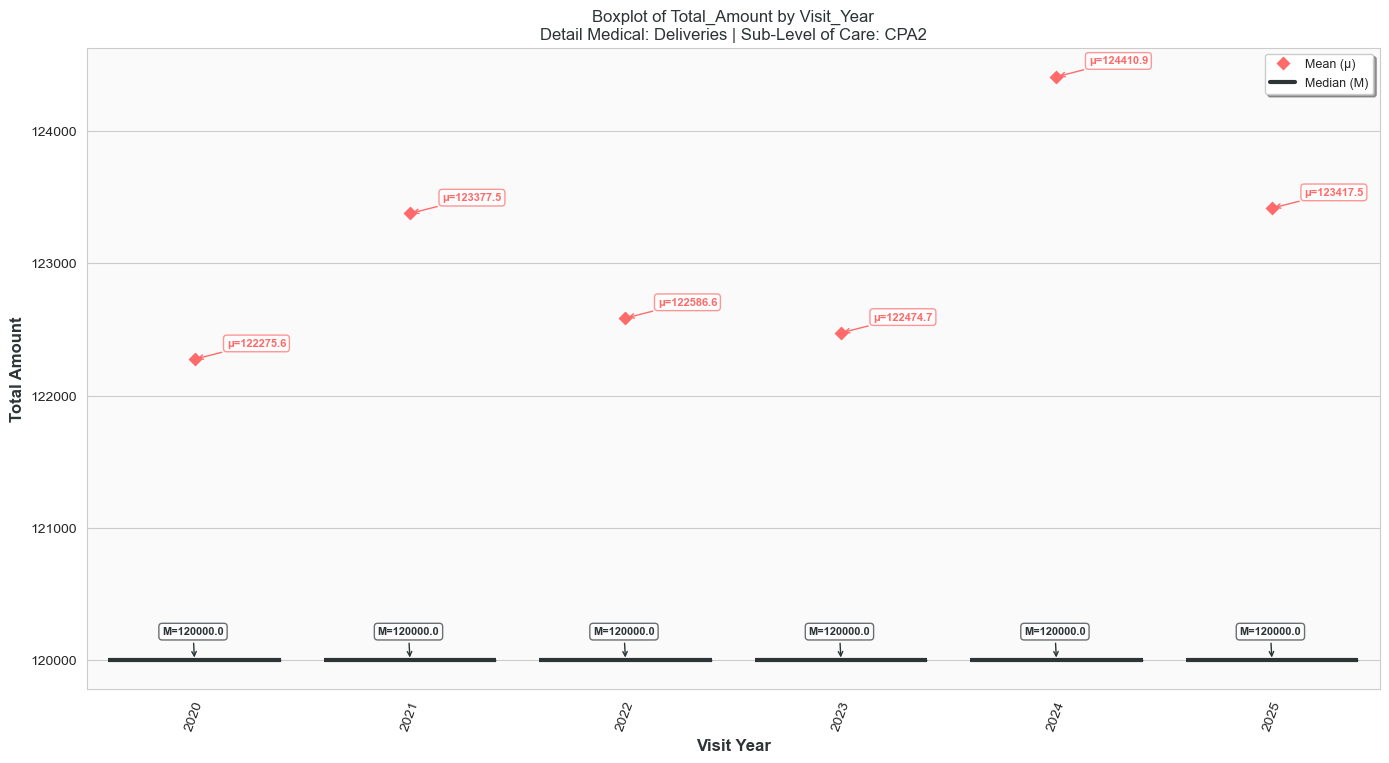 Boxplot of Total_Amount by Visit_Year
Detail Medical: Deliveries | Sub-Level of Care: CPA2
Mean (μ)
Median (M)
Total Amount
124000
123000
122000
121000
120000
μ=122275.6
μ=123377.5
μ=122586.6
μ=122474.7
μ=124410.9
μ=123417.5
M=120000.0
M=120000.0
M=120000.0
M=120000.0
M=120000.0
M=120000.0
2020
2021
2022
2023
2024
2025
Visit Year